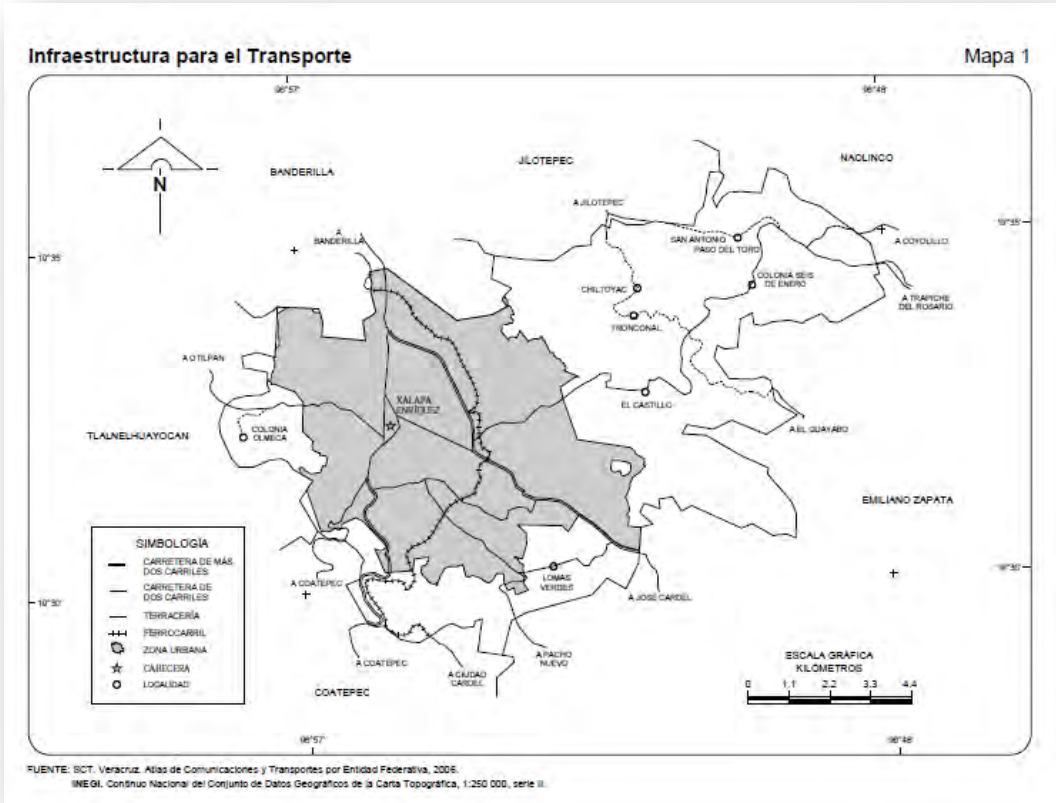 Infraestructura para el Transporte
Mapa 1
96°57'
96°48'
N
BANDERILLA
JILOTEPEC
NAOLINCO
A JILOTEPEC
A
BANDERILLA
19°35'
19°35'
SAN ANTONIO
PASO DEL TORO
A COYOLILLO
CHILTOYAC
COLONIA SEIS
DE ENERO
A TRAPICHE
DEL ROSARIO
TRONCONAL
A OTILPAN
XALAPA
ENRÍQUEZ
EL CASTILLO
COLONIA
OLMECA
TLALNELHUAYOCAN
A EL GUAYABO
EMILIANO ZAPATA
SIMBOLOGÍA
CARRETERA DE MÁS
DOS CARRILES
CARRETERA DE
DOS CARRILES
TERRACERÍA
FERROCARRIL
ZONA URBANA
CABECERA
LOCALIDAD
19°30'
19°30'
A COATEPEC
LOMAS
VERDES
A JOSÉ CARDEL
A COATEPEC
A CIUDAD
CARDEL
A PACHO
NUEVO
COATEPEC
ESCALA GRÁFICA
KILÓMETROS
0 1.1 2.2 3.3 4.4
96°57'
96°48'
FUENTE: SCT. Veracruz. Atlas de Comunicaciones y Transportes por Entidad Federativa, 2006.
INEGI. Continuo Nacional del Conjunto de Datos Geográficos de la Carta Topográfica, 1:250 000, serie II.